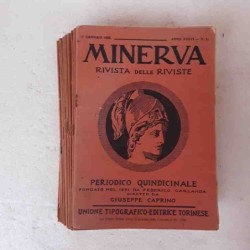 MINERVA
RIVISTA DELLE RIVISTE
PERIODICO QUINDICINALE
FONDATO NEL 1891 DA FEDERICO GARLANDA
DIRETTO DA
GIUSEPPE CAPRINO
UNIONE TIPOGRAFICO-EDITRICE TORINESE